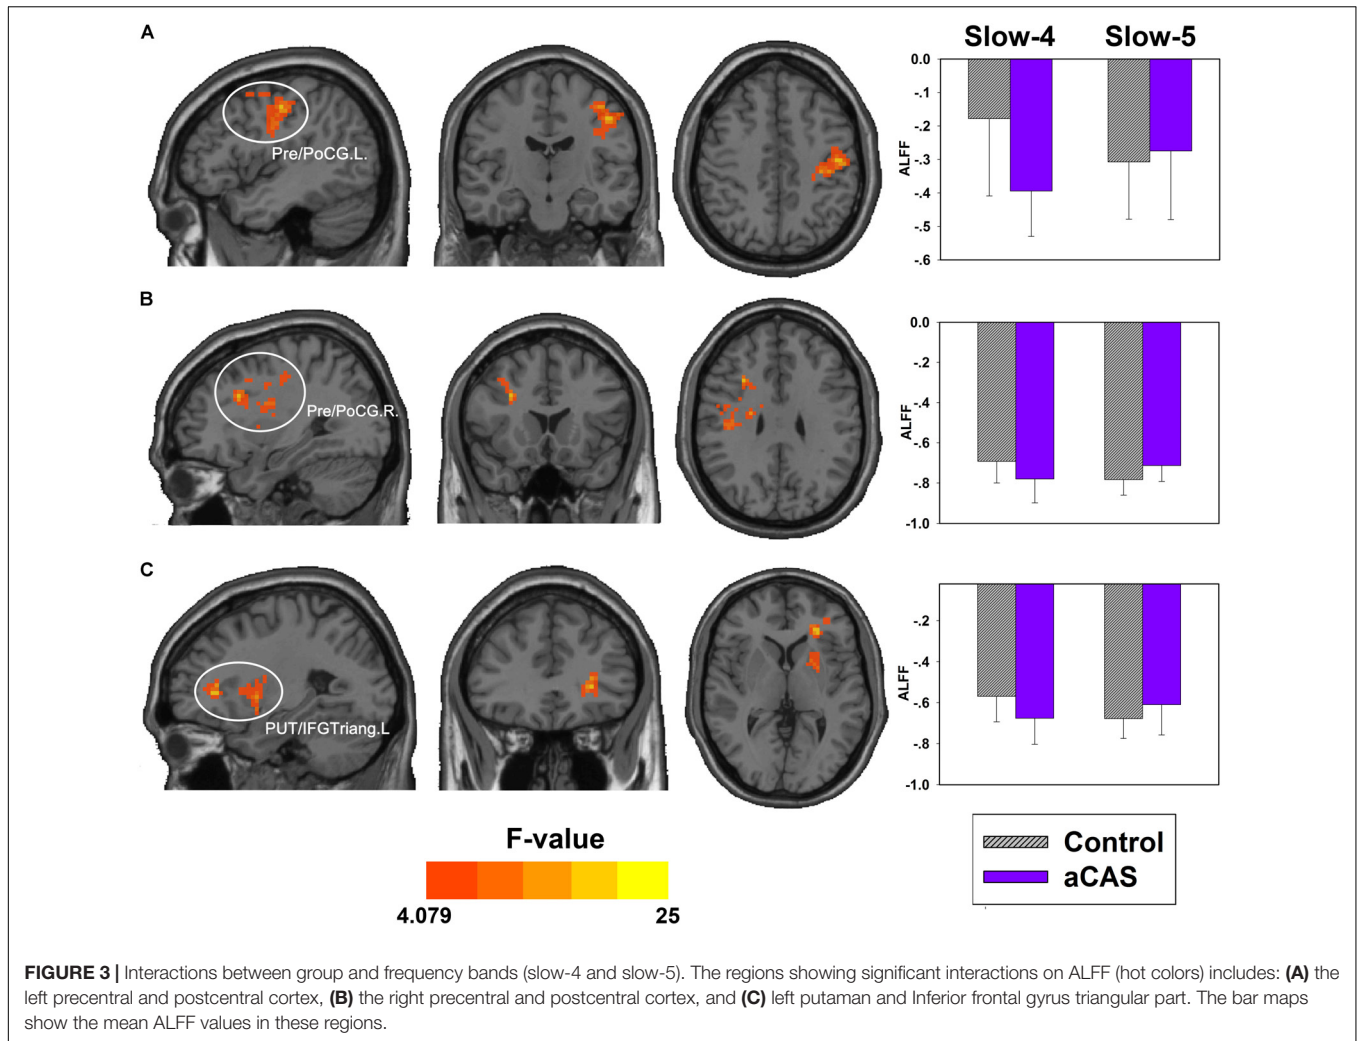 A
Pre/PoCG.L.
Slow-4 Slow-5
0.0
-.1
-.2
-.3
-.4
-.5
-.6
ALFF
B
Pre/PoCG.R.
0.0
-.2
-.4
-.6
-.8
-1.0
ALFF
C
PUT/IFGTriang.L
-.2
-.4
-.6
-.8
-1.0
ALFF
F-value
4.079 25
Control
aCAS
FIGURE 3 | Interactions between group and frequency bands (slow-4 and slow-5). The regions showing significant interactions on ALFF (hot colors) includes: (A) the
left precentral and postcentral cortex, (B) the right precentral and postcentral cortex, and (C) left putaman and Inferior frontal gyrus triangular part. The bar maps
show the mean ALFF values in these regions.